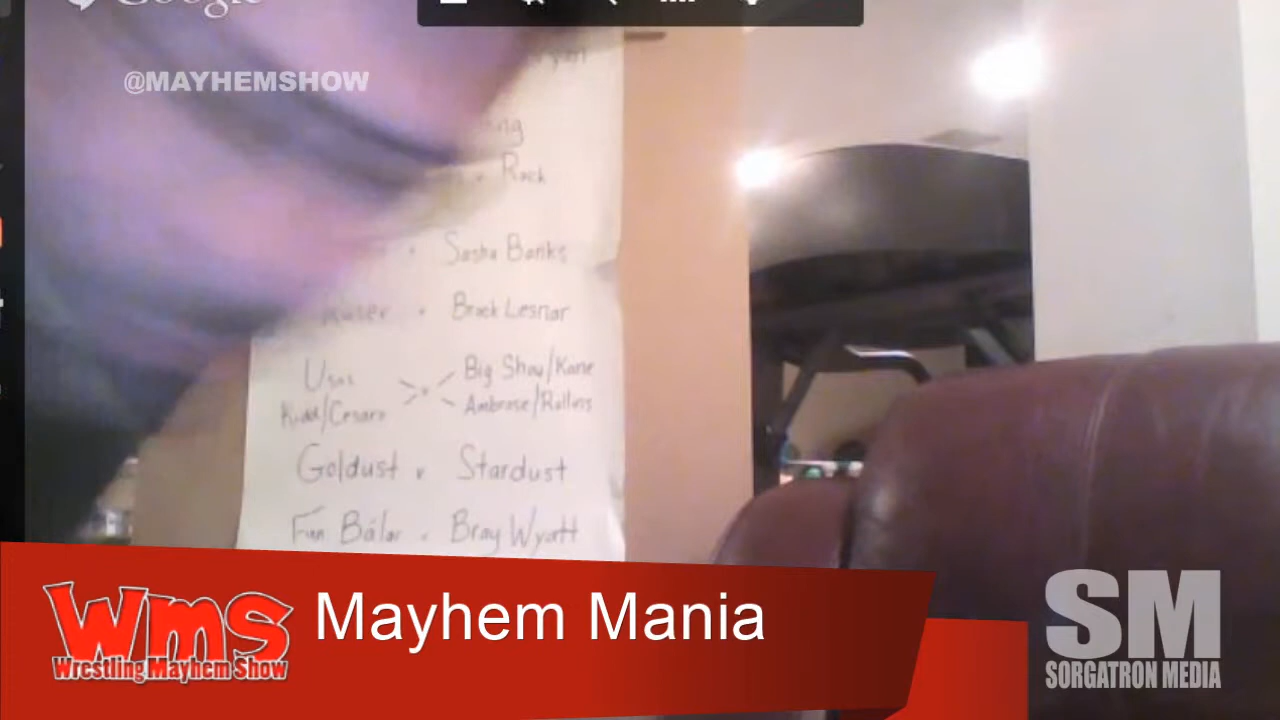 Google
@MAYHEMSHOW
Rock
Sasha Banks
Brock Lesnar
Usos Big Show/Kane
Kidd/Cesaro Ambrose/Rollins
Goldust v Stardust
Finn Bálor v Bray Wyatt
Wms Mayhem Mania
Wrestling Mayhem Show
SM
SORGATRON MEDIA